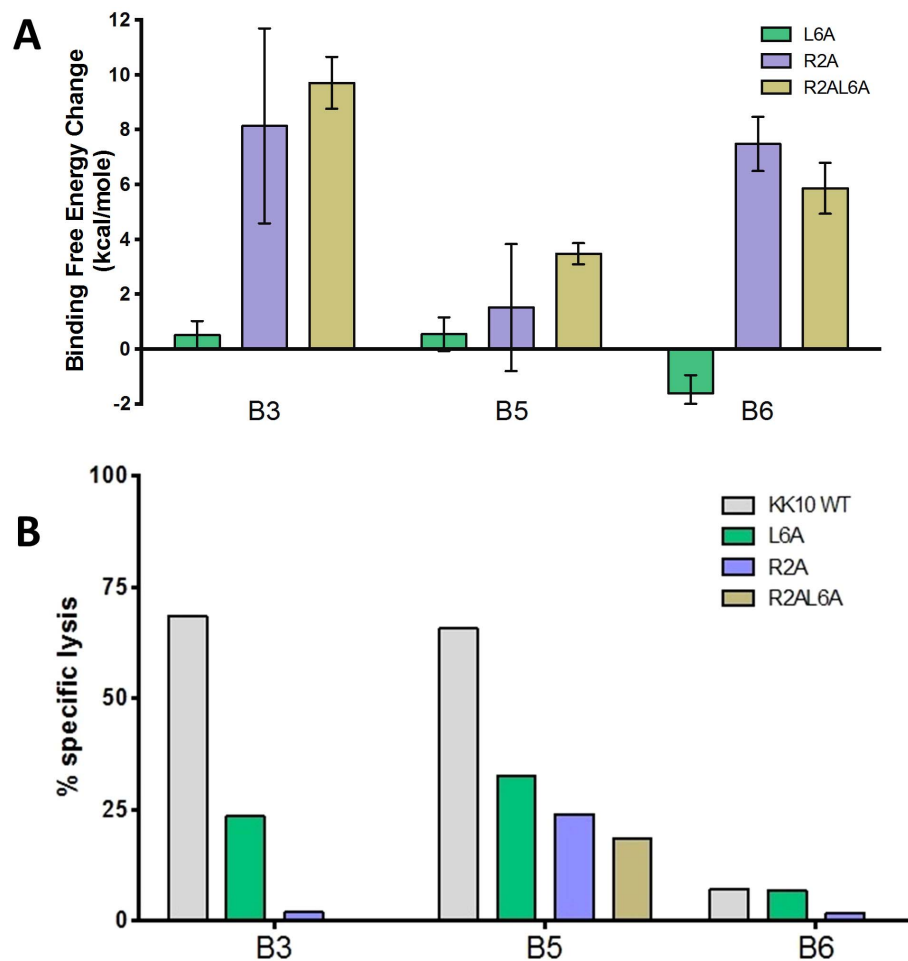 A
12
10
8
6
4
2
0
-2
Binding Free Energy Change
(kcal/mole)
L6A
R2A
R2AL6A
B3 B5 B6
B
100
75
50
25
0
% specific lysis
KK10 WT
L6A
R2A
R2AL6A
B3 B5 B6